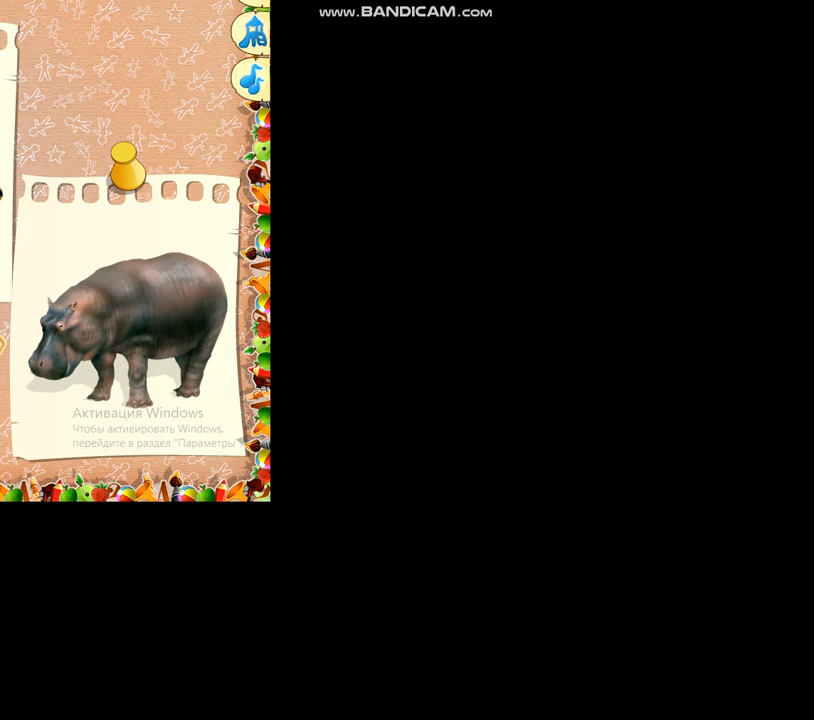 www.BANDICAM.com
Активация Windows
Чтобы активировать Windows,
перейдите в раздел "Параметры"